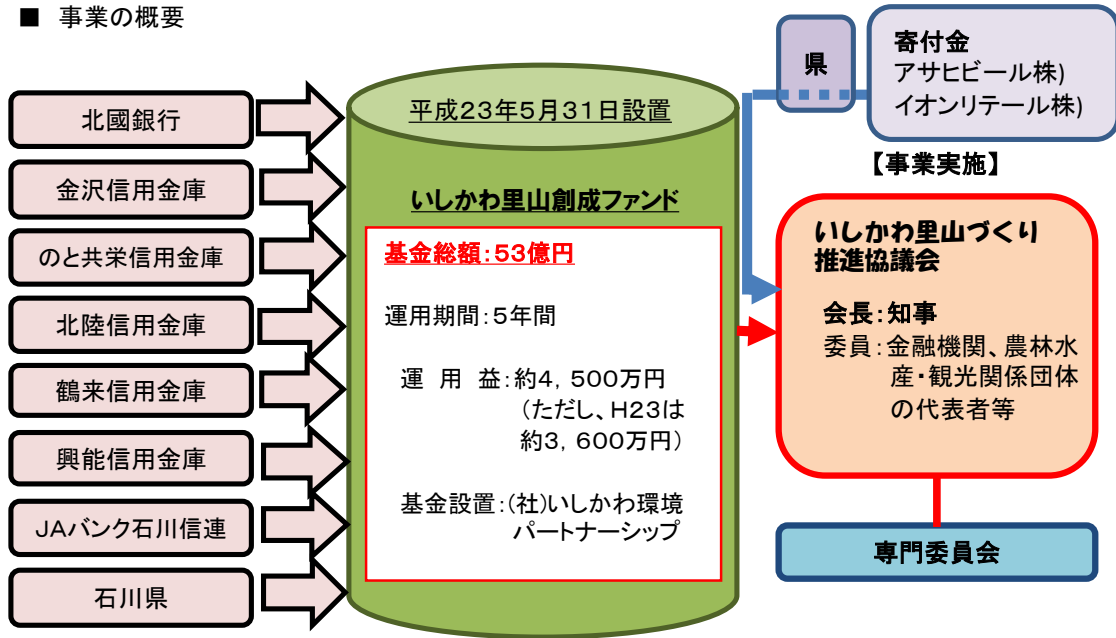 ■ 事業の概要
北國銀行
金沢信用金庫
のと共栄信用金庫
北陸信用金庫
鶴来信用金庫
興能信用金庫
JAバンク石川信連
石川県
平成23年5月31日設置
いしかわ里山創成ファンド
基金総額:53億円
運用期間:5年間
運 用 益:約4,500万円
(ただし、H23は
約3,600万円)
基金設置:(社)いしかわ環境
パートナーシップ
県
寄付金
アサヒビール株)
イオンリテール株)
【事業実施】
いしかわ里山づくり
推進協議会
会長:知事
委員:金融機関、農林水
産・観光関係団体
の代表者等
専門委員会